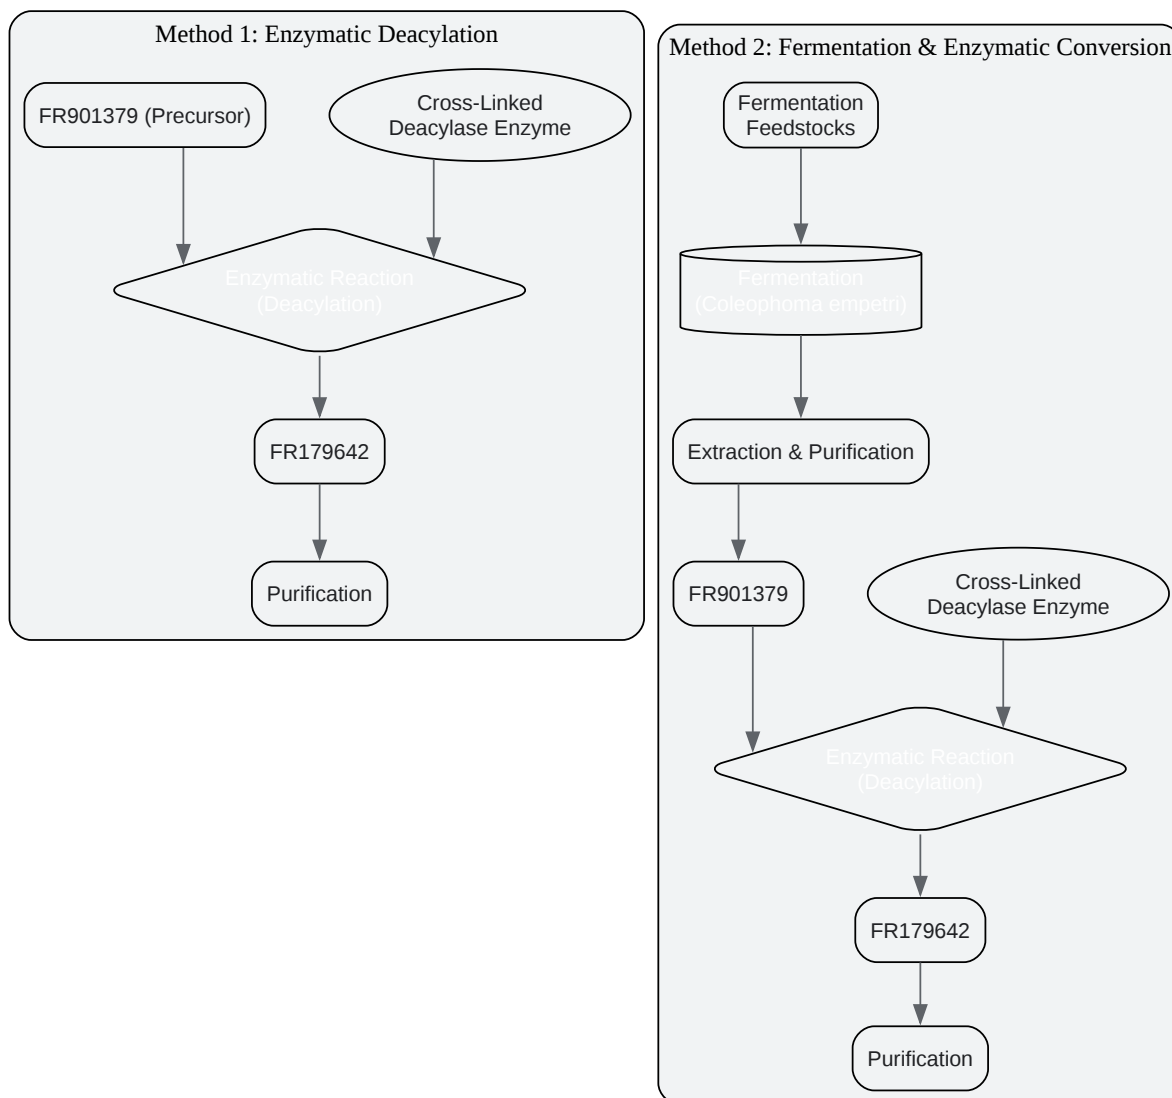 Method 1: Enzymatic Deacylation
FR901379 (Precursor)
Cross-Linked
Deacylase Enzyme
Enzymatic Reaction
(Deacylation)
FR179642
Purification
Method 2: Fermentation & Enzymatic Conversion
Fermentation
Feedstocks
Fermentation
(Coleophoma empetri)
Extraction & Purification
FR901379
Cross-Linked
Deacylase Enzyme
Enzymatic Reaction
(Deacylation)
FR179642
Purification